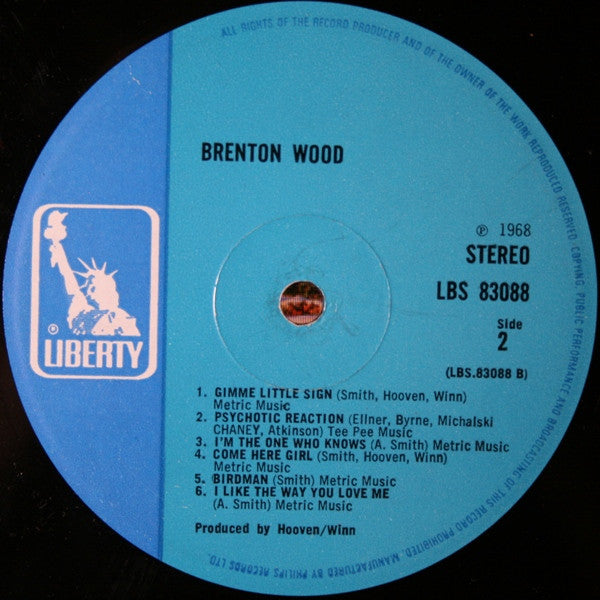 ALL RIGHTS OF THE RECORD PRODUCER AND OF THE OWNER OF THE WORK REPRODUCED RESERVED. COPYING, PUBLIC PERFORMANCE AND BROADCASTING OF THIS RECORD PROHIBITED. MANUFACTURED BY PHILIPS RECORDS LTD.
BRENTON WOOD
℗ 1968
STEREO
LBS 83088
Side
2
(LBS.83088 B)
® LIBERTY
1. GIMME LITTLE SIGN (Smith, Hooven, Winn)
Metric Music
2. PSYCHOTIC REACTION (Ellner, Byrne, Michalski
CHANEY, Atkinson) Tee Pee Music
3. I'M THE ONE WHO KNOWS (A. Smith) Metric Music
4. COME HERE GIRL (Smith, Hooven, Winn)
Metric Music
5. BIRDMAN (Smith) Metric Music
6. I LIKE THE WAY YOU LOVE ME
(A. Smith) Metric Music
Produced by Hooven/Winn